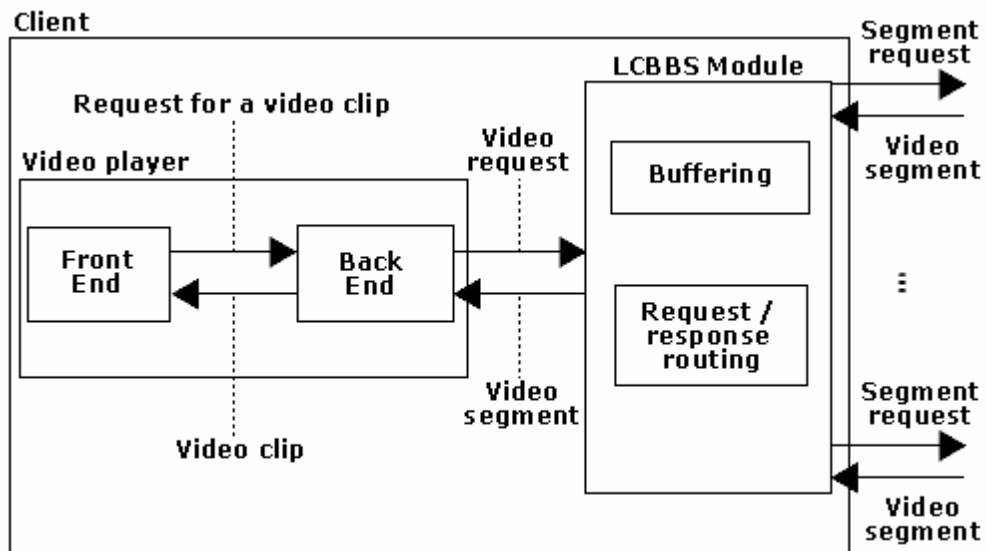 Client
Segment
request
LCBBS Module
Request for a video clip
Video
request
Video
segment
Video player
Buffering
Front
End
Back
End
...
Request /
response
routing
Video
segment
Segment
request
Video clip
Video
segment